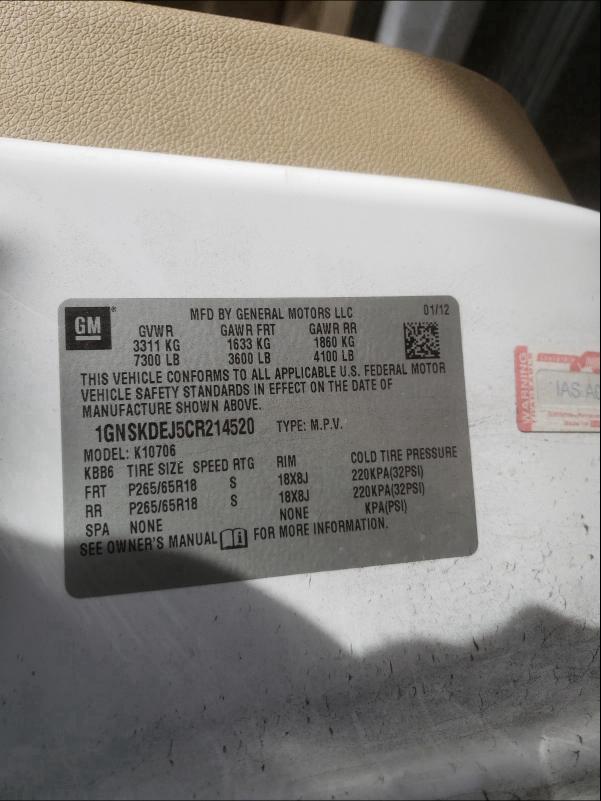 GM
MFD BY GENERAL MOTORS LLC 01/12
GVWR GAWR FRT GAWR RR
3311 KG 1633 KG 1860 KG
7300 LB 3600 LB 4100 LB
THIS VEHICLE CONFORMS TO ALL APPLICABLE U.S. FEDERAL MOTOR
VEHICLE SAFETY STANDARDS IN EFFECT ON THE DATE OF
MANUFACTURE SHOWN ABOVE.
1GNSKDEJ5CR214520 TYPE: M.P.V.
MODEL: K10706
KBB6 TIRE SIZE SPEED RTG RIM COLD TIRE PRESSURE
FRT P265/65R18 S 18X8J 220KPA(32PSI)
RR P265/65R18 S 18X8J 220KPA(32PSI)
SPA NONE NONE KPA(PSI)
SEE OWNER'S MANUAL FOR MORE INFORMATION.
WARNING
IAS.AC